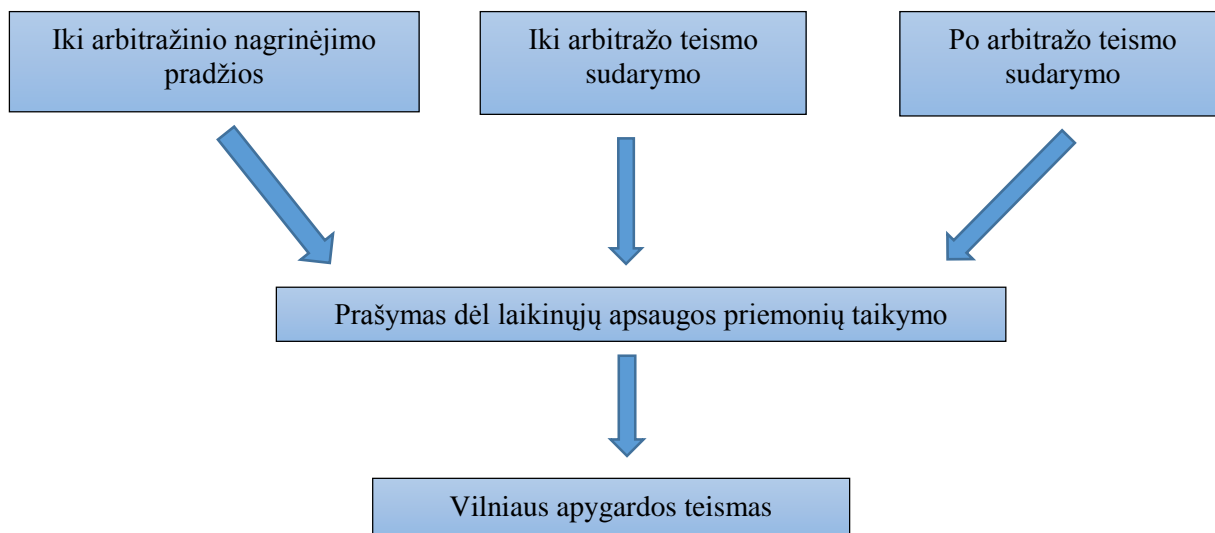 Iki arbitražinio nagrinėjimo
pradžios
Iki arbitražo teismo
sudarymo
Po arbitražo teismo
sudarymo
Prašymas dėl laikinųjų apsaugos priemonių taikymo
Vilniaus apygardos teismas